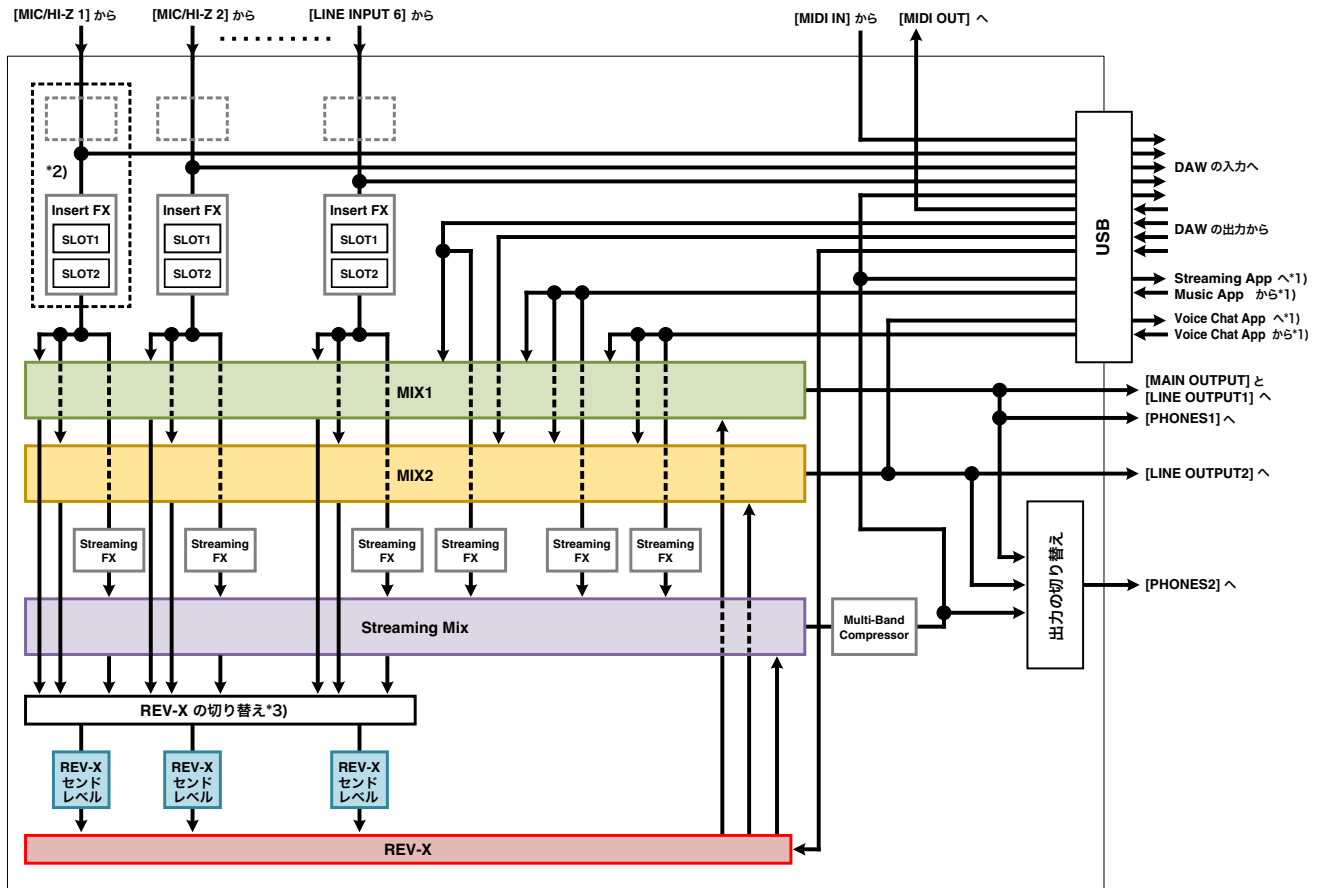 [MIC/HI-Z 1] から
[MIC/HI-Z 2] から
[LINE INPUT 6] から
[MIDI IN] から
[MIDI OUT] へ
*2)
Insert FX
SLOT1
SLOT2
Insert FX
SLOT1
SLOT2
Insert FX
SLOT1
SLOT2
USB
DAW の入力へ
DAW の出力から
Streaming App へ*1)
Music App から*1)
Voice Chat App へ*1)
Voice Chat App から*1)
MIX1
[MAIN OUTPUT] と
[LINE OUTPUT1] へ
[PHONES1] へ
MIX2
[LINE OUTPUT2] へ
Streaming
FX
Streaming
FX
Streaming
FX
Streaming
FX
Streaming
FX
Streaming
FX
出力の切り替え
[PHONES2] へ
Streaming Mix
Multi-Band
Compressor
REV-X の切り替え*3)
REV-X
センド
レベル
REV-X
センド
レベル
REV-X
センド
レベル
REV-X